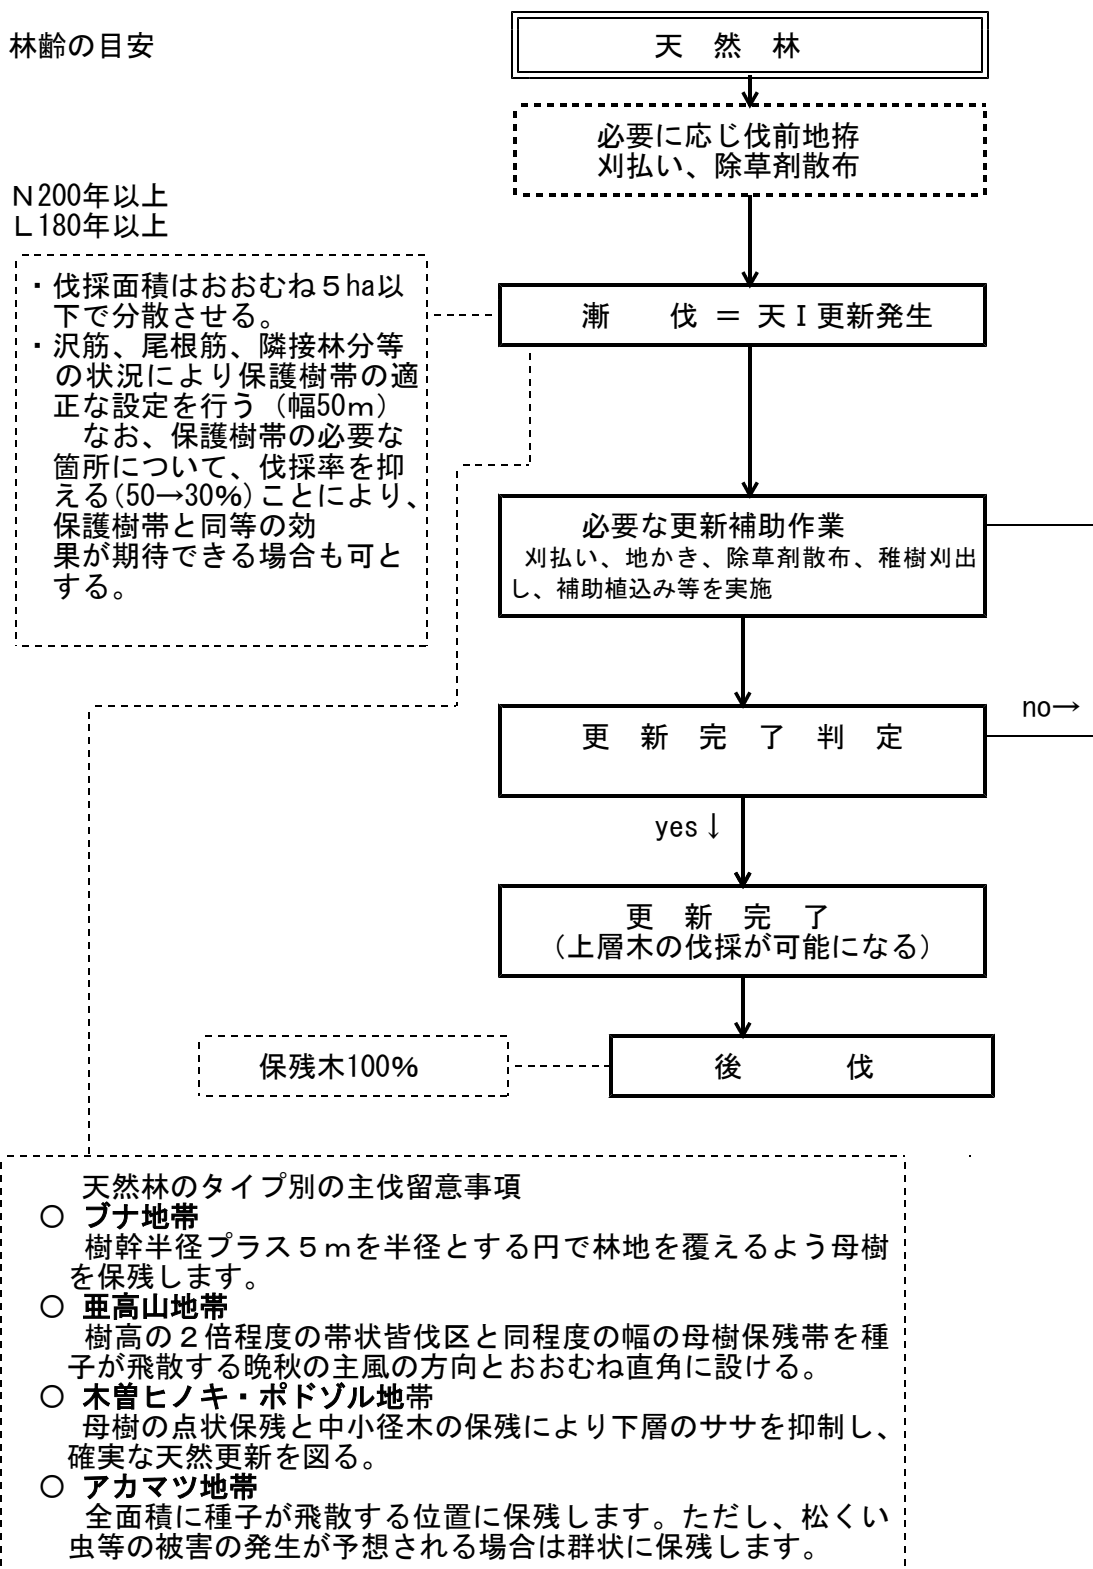 林齢の目安
天　然　林
必要に応じ伐前地拵
刈払い、除草剤散布
Ｎ200年以上
Ｌ180年以上
・伐採面積はおおむね５ha以
下で分散させる。
・沢筋、尾根筋、隣接林分等
の状況により保護樹帯の適
正な設定を行う（幅50ｍ）
　なお、保護樹帯の必要な
箇所について、伐採率を抑
える(50→30%)ことにより、
保護樹帯と同等の効
果が期待できる場合も可と
する。
漸　　伐 ＝ 天Ⅰ更新発生
必要な更新補助作業
刈払い、地かき、除草剤散布、稚樹刈出
し、補助植込み等を実施
no→
更　新　完　了　判　定
yes↓
更　新　完　了
（上層木の伐採が可能になる）
保残木100%
後　　　　伐
天然林のタイプ別の主伐留意事項
○ ブナ地帯
樹幹半径プラス５ｍを半径とする円で林地を覆えるよう母樹
を保残します。
○ 亜高山地帯
樹高の２倍程度の帯状皆伐区と同程度の幅の母樹保残帯を種
子が飛散する晩秋の主風の方向とおおむね直角に設ける。
○ 木曽ヒノキ・ポドゾル地帯
母樹の点状保残と中小径木の保残により下層のササを抑制し、
確実な天然更新を図る。
○ アカマツ地帯
全面積に種子が飛散する位置に保残します。ただし、松くい
虫等の被害の発生が予想される場合は群状に保残します。